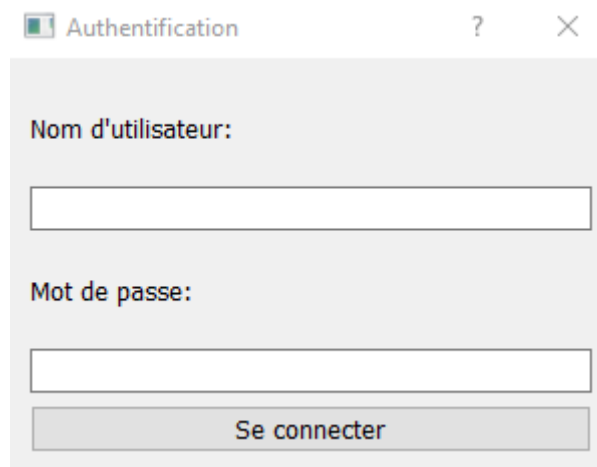 Authentification ?
Nom d'utilisateur:
Mot de passe:
Se connecter